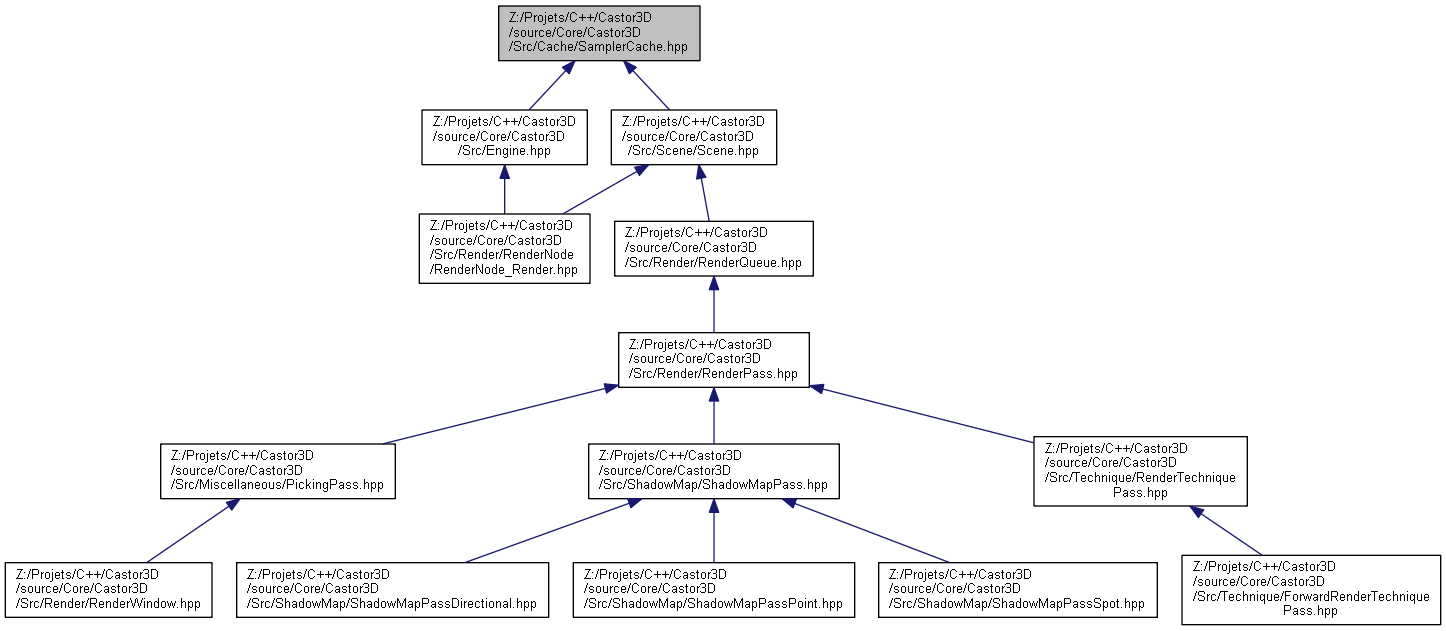 Z:/Projets/C++/Castor3D
/source/Core/Castor3D
/Src/Cache/SamplerCache.hpp
Z:/Projets/C++/Castor3D
/source/Core/Castor3D
/Src/Engine.hpp
Z:/Projets/C++/Castor3D
/source/Core/Castor3D
/Src/Scene/Scene.hpp
Z:/Projets/C++/Castor3D
/source/Core/Castor3D
/Src/Render/RenderNode
/RenderNode_Render.hpp
Z:/Projets/C++/Castor3D
/source/Core/Castor3D
/Src/Render/RenderQueue.hpp
Z:/Projets/C++/Castor3D
/source/Core/Castor3D
/Src/Render/RenderPass.hpp
Z:/Projets/C++/Castor3D
/source/Core/Castor3D
/Src/Miscellaneous/PickingPass.hpp
Z:/Projets/C++/Castor3D
/source/Core/Castor3D
/Src/ShadowMap/ShadowMapPass.hpp
Z:/Projets/C++/Castor3D
/source/Core/Castor3D
/Src/Technique/RenderTechnique
Pass.hpp
Z:/Projets/C++/Castor3D
/source/Core/Castor3D
/Src/Render/RenderWindow.hpp
Z:/Projets/C++/Castor3D
/source/Core/Castor3D
/Src/ShadowMap/ShadowMapPassDirectional.hpp
Z:/Projets/C++/Castor3D
/source/Core/Castor3D
/Src/ShadowMap/ShadowMapPassPoint.hpp
Z:/Projets/C++/Castor3D
/source/Core/Castor3D
/Src/ShadowMap/ShadowMapPassSpot.hpp
Z:/Projets/C++/Castor3D
/source/Core/Castor3D
/Src/Technique/ForwardRenderTechnique
Pass.hpp